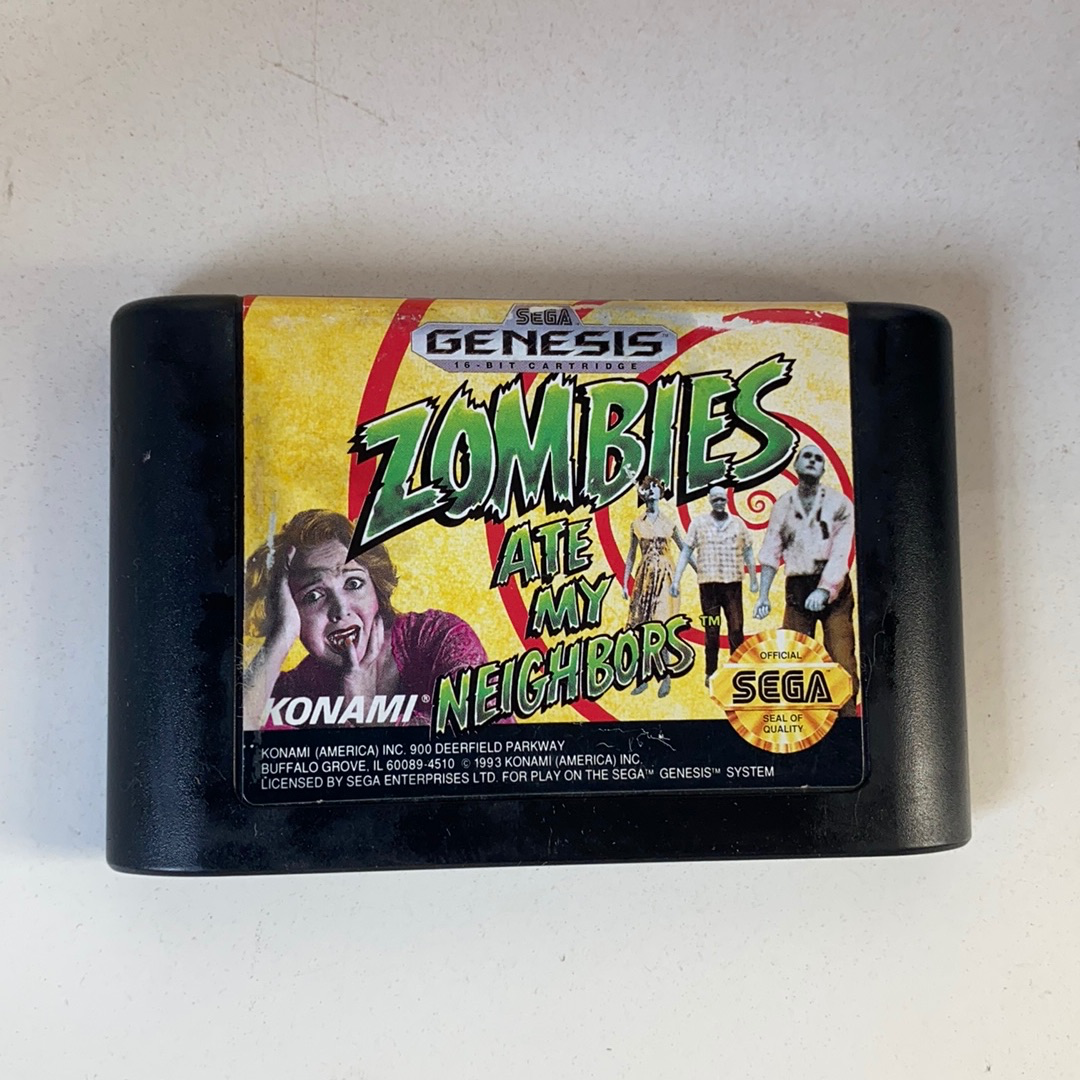 SEGA
GENESIS
16-BIT CARTRIDGE
ZOMBIES
ATE
MY
NEIGHBORS™
KONAMI®
OFFICIAL
SEGA
SEAL OF
QUALITY
KONAMI (AMERICA) INC. 900 DEERFIELD PARKWAY
BUFFALO GROVE, IL 60089-4510 © 1993 KONAMI (AMERICA) INC.
LICENSED BY SEGA ENTERPRISES LTD. FOR PLAY ON THE SEGA™ GENESIS™ SYSTEM